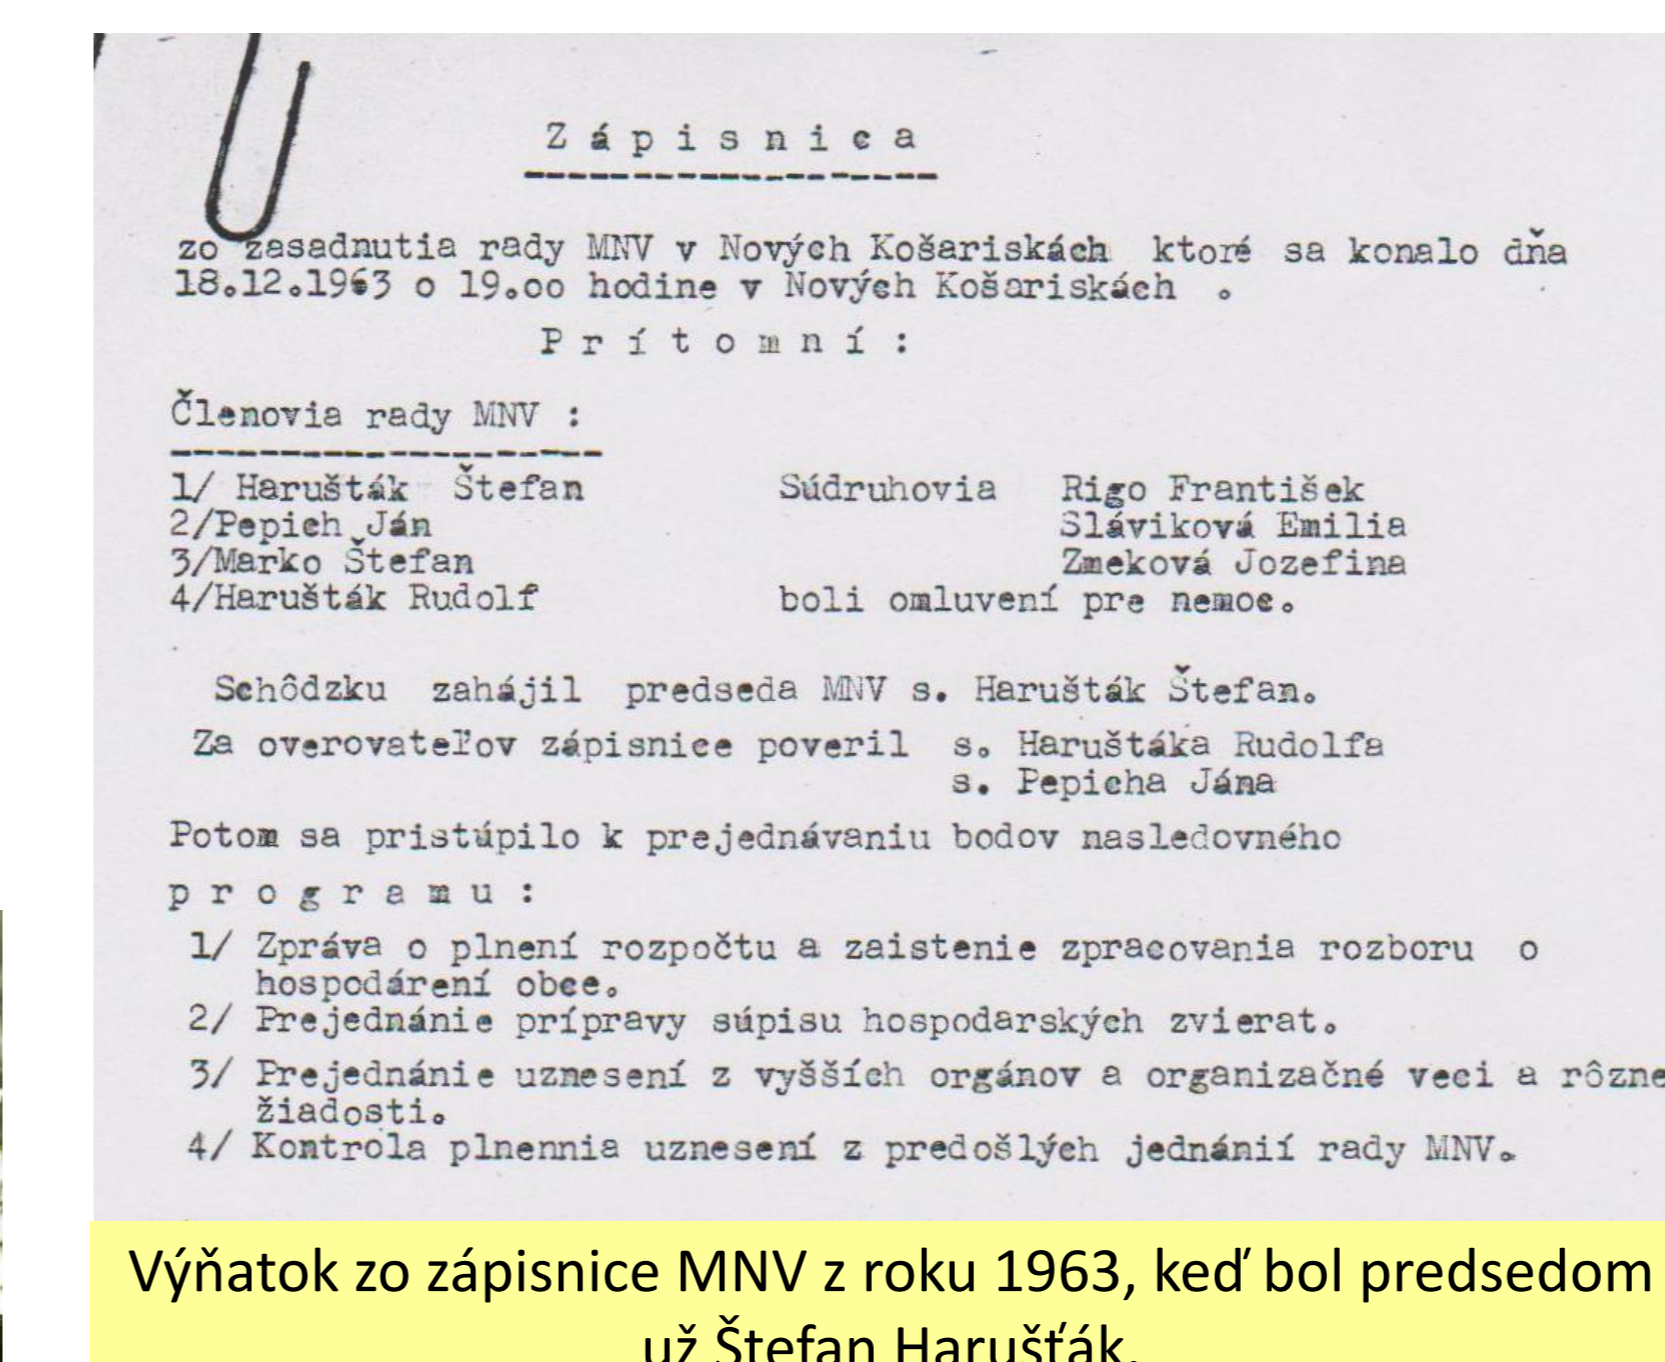 Z á p i s n i c a
zo zasadnutia rady MNV v Nových Košariskách ktoré sa konalo dňa
18.12.1963 o 19.oo hodine v Nových Košariskách .
P r í t o m n í :
Členovia rady MNV :
1/ Harušták Štefan Súdruhovia Rigo František
2/Pepich Ján Sláviková Emilia
3/Marko Štefan Zmeková Jozefina
4/Harušták Rudolf boli omluvení pre nemoc.
Schôdzku zahájil predseda MNV s. Harušták Štefan.
Za overovateľov zápisnice poveril s. Haruštáka Rudolfa
s. Pepicha Jána
Potom sa pristúpilo k prejednávaniu bodov nasledovného
p r o g r a m u :
1/ Zpráva o plnení rozpočtu a zaistenie zpracovania rozboru o
hospodárení obce.
2/ Prejednánie prípravy súpisu hospodarských zvierat.
3/ Prejednánie uznesení z vyšších orgánov a organizačné veci a rôzne
žiadosti.
4/ Kontrola plnennia uznesení z predošlých jednánií rady MNV.
Výňatok zo zápisnice MNV z roku 1963, keď bol predsedom
už Štefan Harušťák.